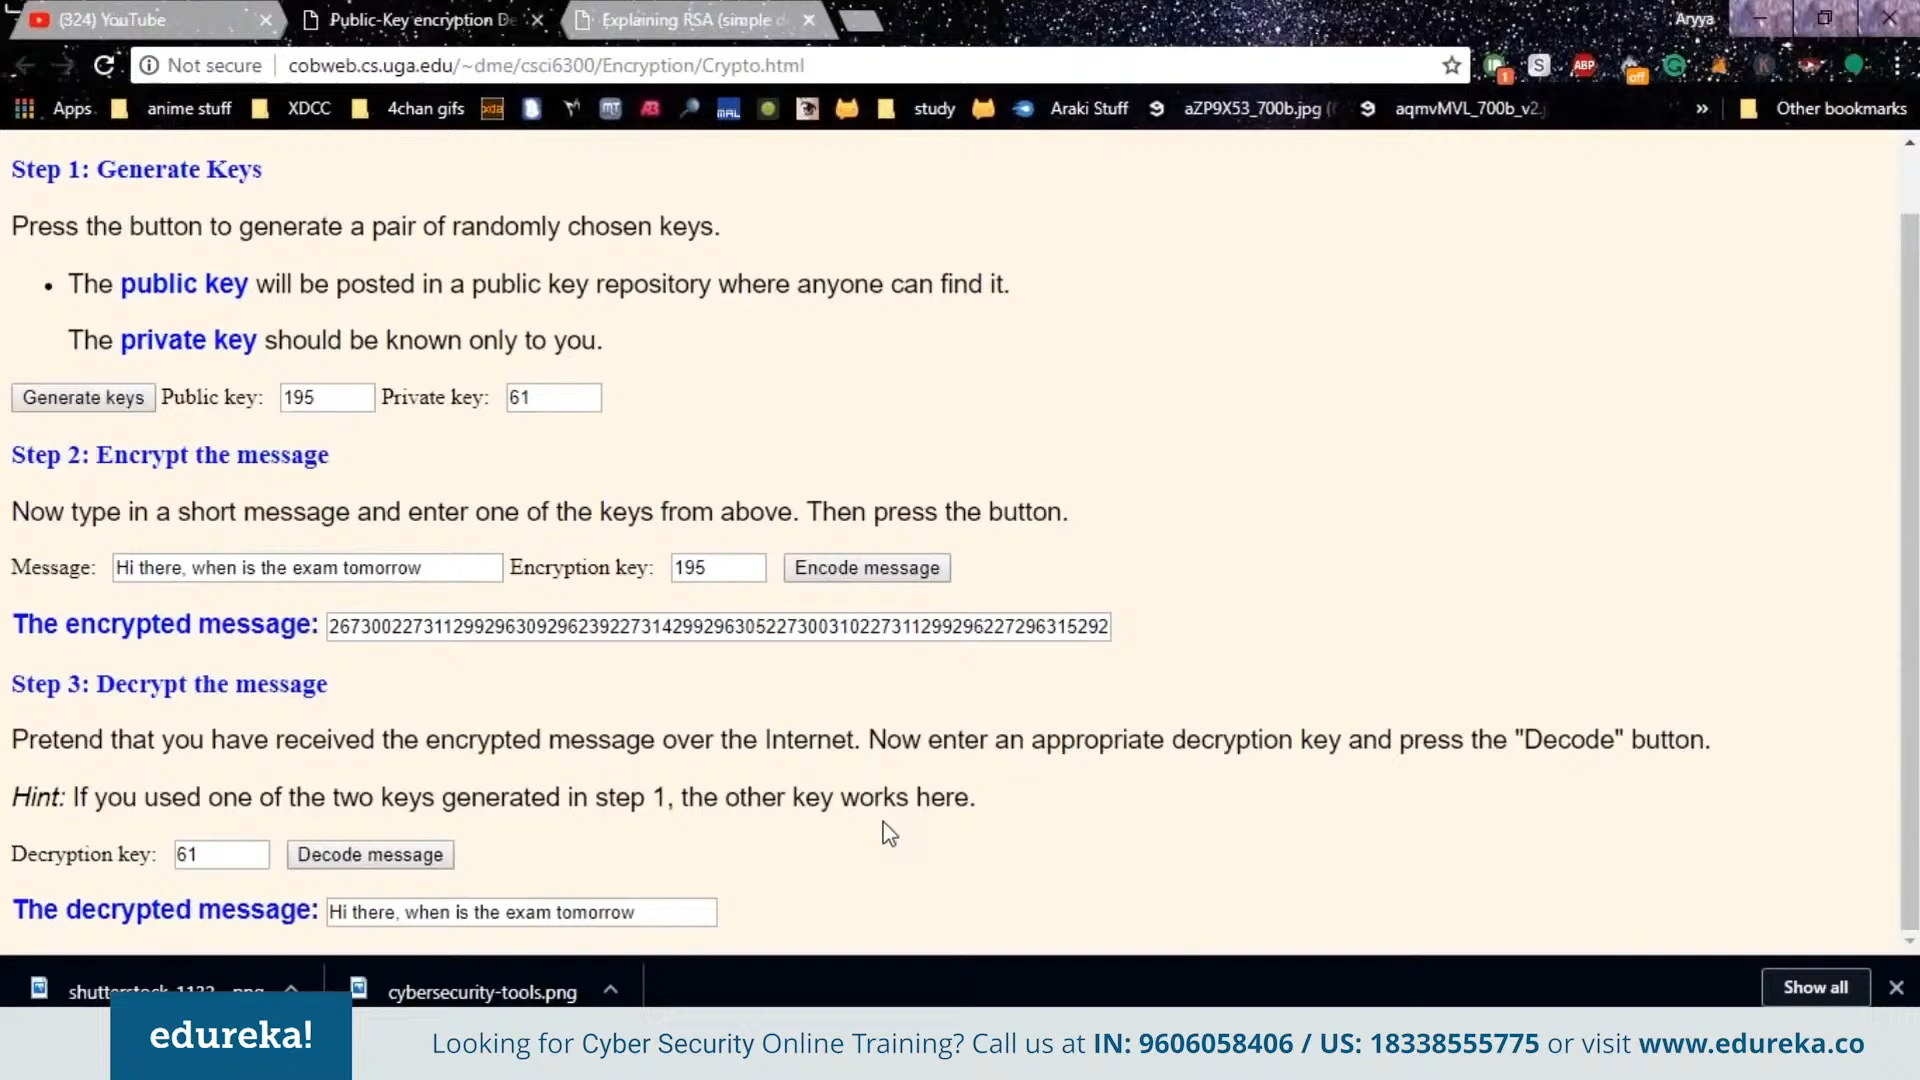 (324) YouTube
Public-Key encryption De
Explaining RSA (simple d
Aryya
Not secure
cobweb.cs.uga.edu/~dme/csci6300/Encryption/Crypto.html
S
ABP
1
off
K
Apps
anime stuff
XDCC
4chan gifs
xda
MT
AB
MAL
study
Araki Stuff
aZP9X53_700b.jpg
aqmvMVL_700b_v2.j
»
Other bookmarks
Step 1: Generate Keys
Press the button to generate a pair of randomly chosen keys.
• The public key will be posted in a public key repository where anyone can find it.
The private key should be known only to you.
Generate keys Public key: 195 Private key: 61
Step 2: Encrypt the message
Now type in a short message and enter one of the keys from above. Then press the button.
Message: Hi there, when is the exam tomorrow Encryption key: 195 Encode message
The encrypted message: 26730022731129929630929623922731429929630522730031022731129929622729631529​2
Step 3: Decrypt the message
Pretend that you have received the encrypted message over the Internet. Now enter an appropriate decryption key and press the "Decode" button.
Hint: If you used one of the two keys generated in step 1, the other key works here.
Decryption key: 61 Decode message
The decrypted message: Hi there, when is the exam tomorrow
cybersecurity-tools.png
Show all
edureka!
Looking for Cyber Security Online Training? Call us at IN: 9606058406 / US: 18338555775 or visit www.edureka.co